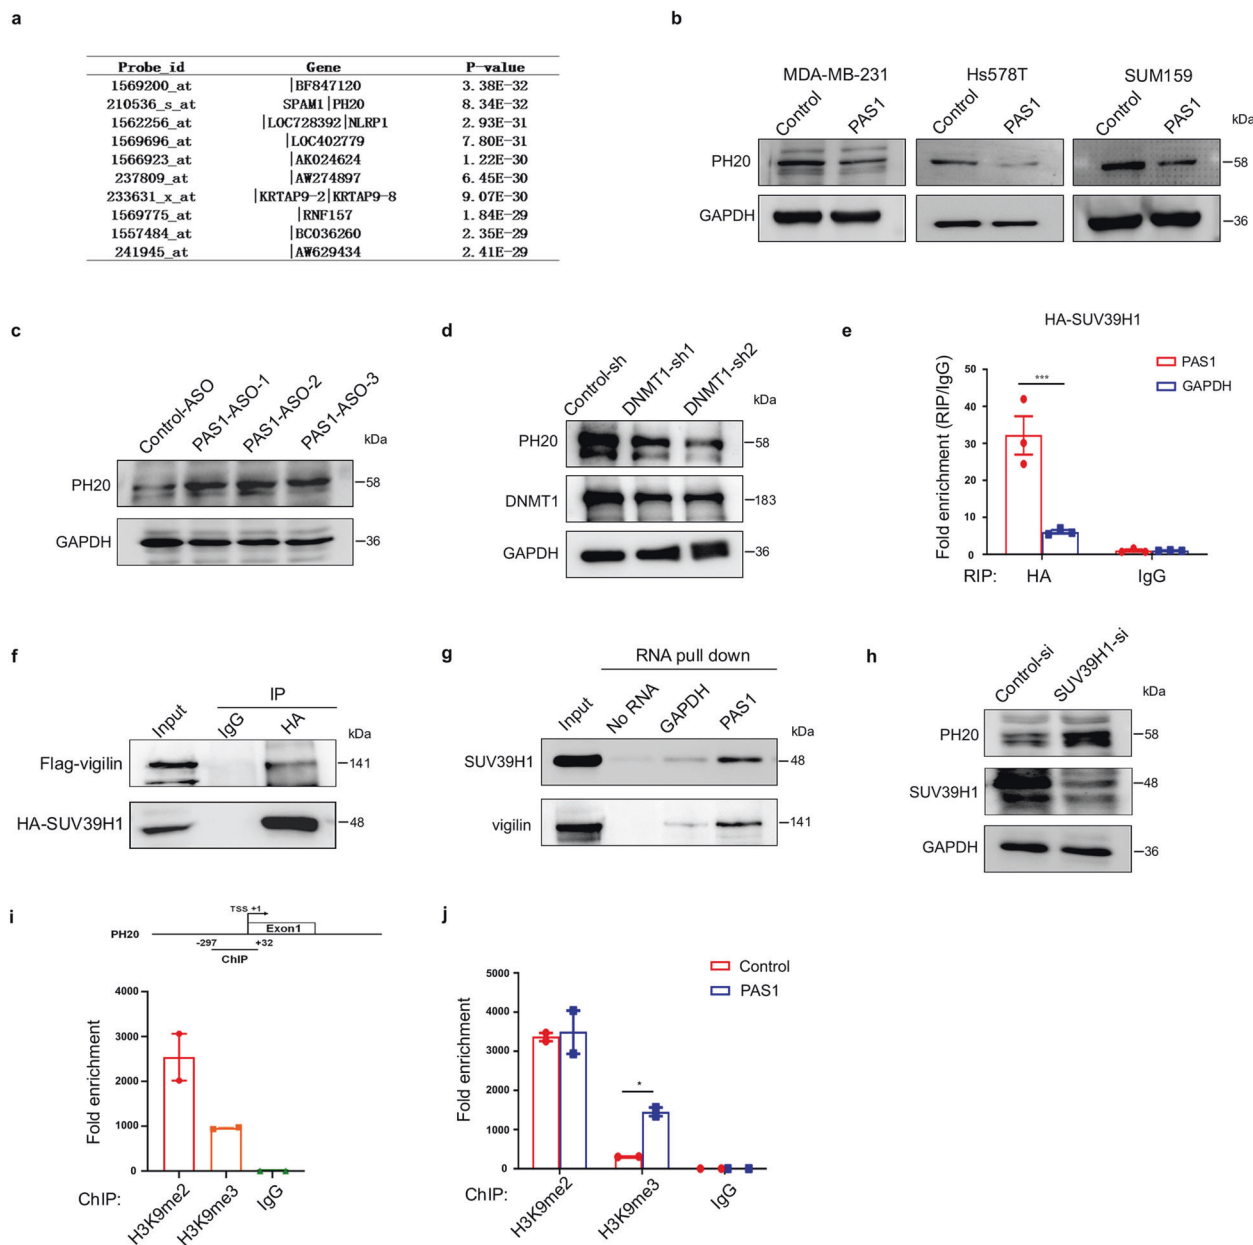 a
Probe_id Gene P-value
1569200_at |BF847120 3.38E-32
210536_s_at SPAM1|PH20 8.34E-32
1562256_at |LOC728392|NLRP1 2.93E-31
1569696_at |LOC402779 7.80E-31
1566923_at |AK024624 1.22E-30
237809_at |AW274897 6.45E-30
233631_x_at |KRTAP9-2|KRTAP9-8 9.07E-30
1569775_at |RNF157 1.84E-29
1557484_at |BC036260 2.35E-29
241945_at |AW629434 2.41E-29
b
MDA-MB-231 Hs578T SUM159
Control PAS1 Control PAS1 Control PAS1 kDa
PH20 58
GAPDH 36
c
Control-ASO PAS1-ASO-1 PAS1-ASO-2 PAS1-ASO-3 kDa
PH20 58
GAPDH 36
d
Control-sh DNMT1-sh1 DNMT1-sh2 kDa
PH20 58
DNMT1 183
GAPDH 36
e
HA-SUV39H1
PAS1
GAPDH
Fold enrichment (RIP/IgG)
50
40
30
20
10
0
***
RIP: HA IgG
f
IP
Input IgG HA kDa
Flag-vigilin 141
HA-SUV39H1 48
g
RNA pull down
Input No RNA GAPDH PAS1 kDa
SUV39H1 48
vigilin 141
h
Control-si SUV39H1-si kDa
PH20 58
SUV39H1 48
GAPDH 36
i
TSS +1
PH20 Exon1
-297 +32
ChIP
Fold enrichment
4000
3000
2000
1000
0
ChIP: H3K9me2 H3K9me3 IgG
j
Control
PAS1
Fold enrichment
5000
4000
3000
2000
1000
0
*
ChIP: H3K9me2 H3K9me3 IgG